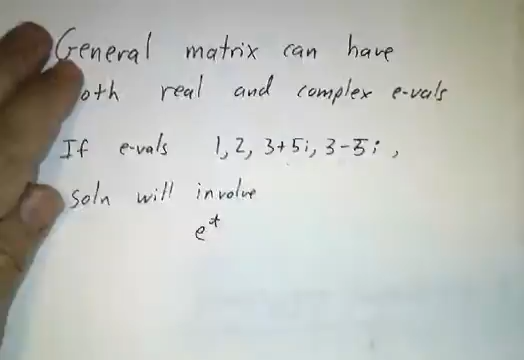 General matrix can have
oth real and complex e-vals
If e-vals 1, 2, 3+5i, 3-5i,
soln will involve
e^t